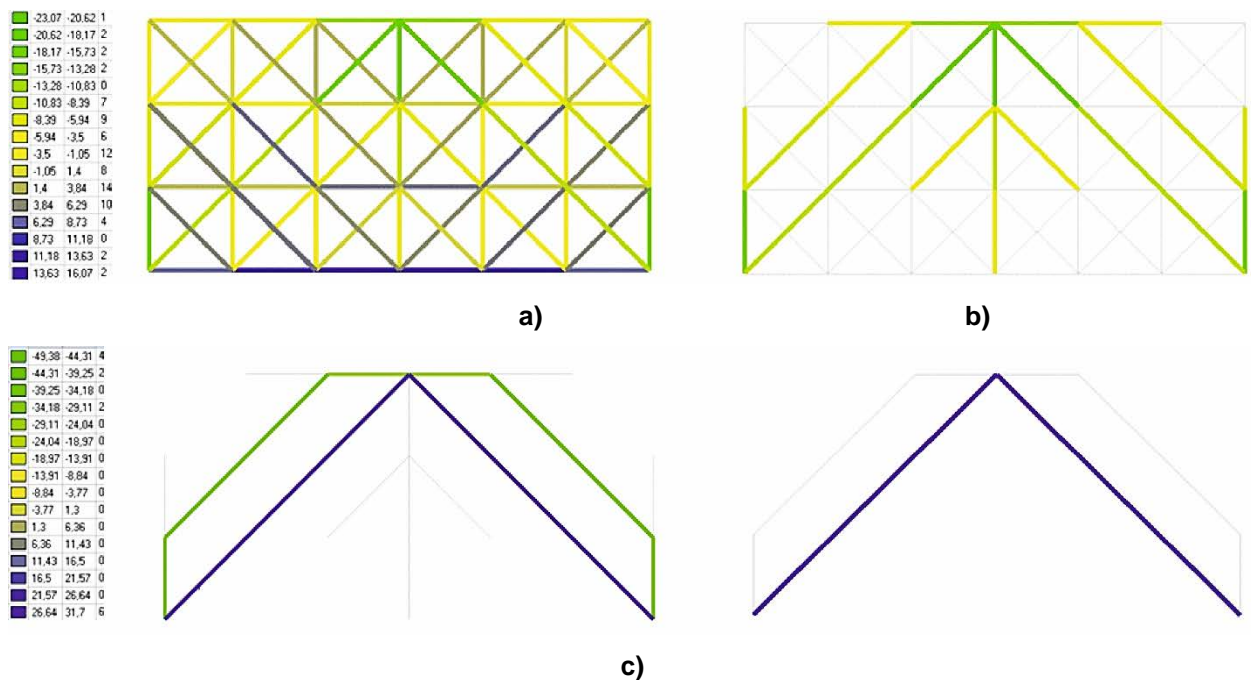 -23,07 -20,62 1
-20,62 -18,17 2
-18,17 -15,73 2
-15,73 -13,28 2
-13,28 -10,83 0
-10,83 -8,39 7
-8,39 -5,94 9
-5,94 -3,5 6
-3,5 -1,05 12
-1,05 1,4 8
1,4 3,84 14
3,84 6,29 10
6,29 8,73 4
8,73 11,18 0
11,18 13,63 2
13,63 16,07 2
a)
b)
-49,38 -44,31 4
-44,31 -39,25 2
-39,25 -34,18 0
-34,18 -29,11 2
-29,11 -24,04 0
-24,04 -18,97 0
-18,97 -13,91 0
-13,91 -8,84 0
-8,84 -3,77 0
-3,77 1,3 0
1,3 6,36 0
6,36 11,43 0
11,43 16,5 0
16,5 21,57 0
21,57 26,64 0
26,64 31,7 6
c)